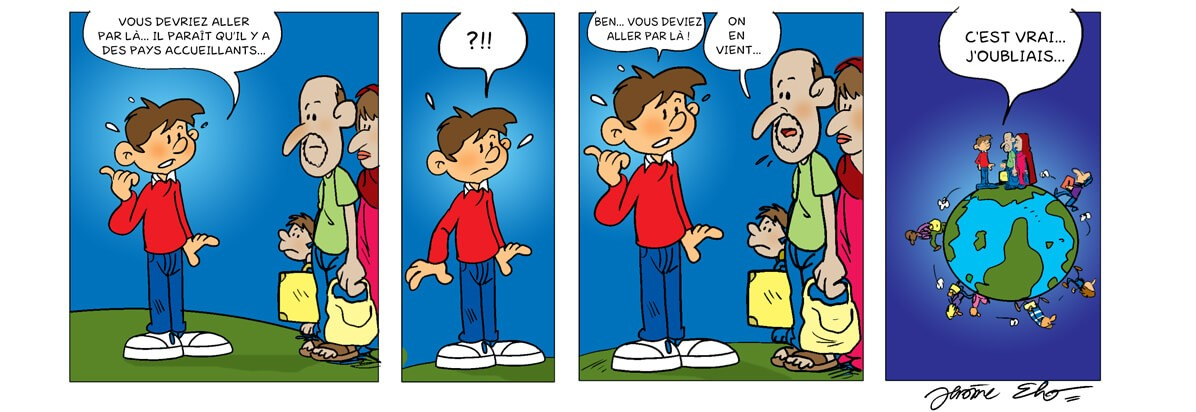 VOUS DEVRIEZ ALLER
PAR LÀ... IL PARAÎT QU'IL Y A
DES PAYS ACCUEILLANTS...
?!!
BEN... VOUS DEVIEZ
ALLER PAR LÀ !
ON
EN
VIENT...
C'EST VRAI...
J'OUBLIAIS...
Jérôme Eho